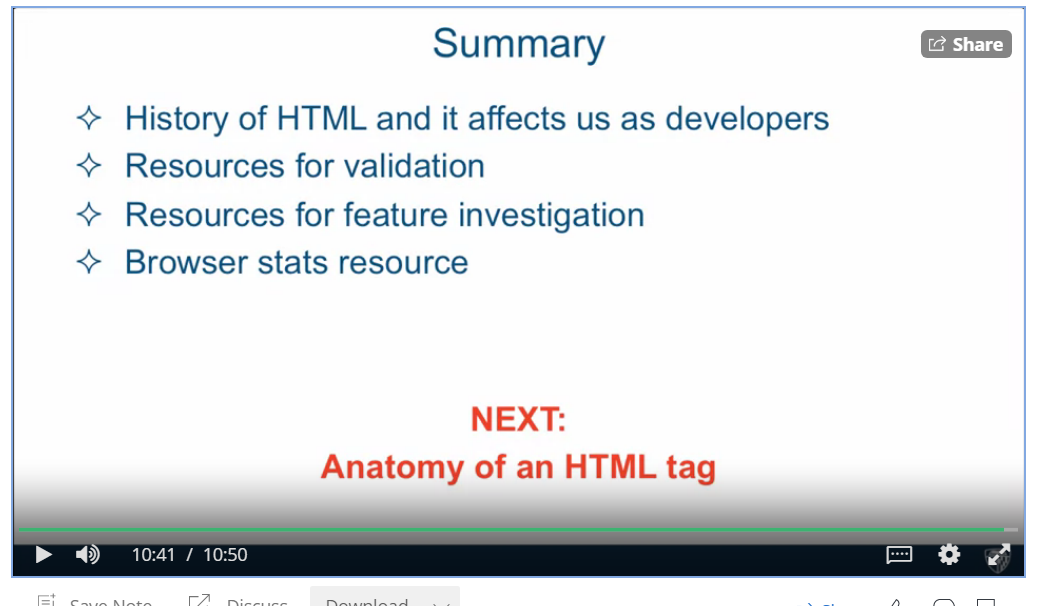 Summary
Share
History of HTML and it affects us as developers
Resources for validation
Resources for feature investigation
Browser stats resource
NEXT:
Anatomy of an HTML tag
10:41 / 10:50
Save Note Discuss Download